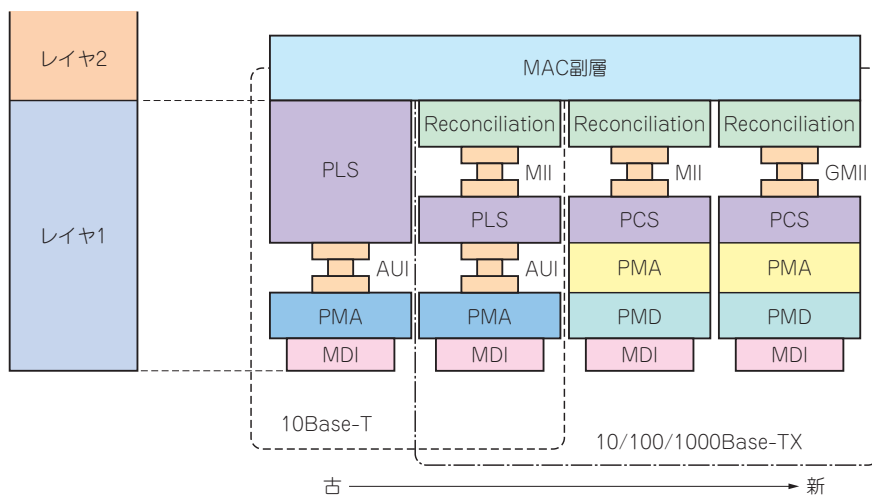 レイヤ2
レイヤ1
MAC副層
PLS
AUI
PMA
MDI
Reconciliation
MII
PLS
AUI
PMA
MDI
Reconciliation
MII
PCS
PMA
PMD
MDI
Reconciliation
GMII
PCS
PMA
PMD
MDI
10Base-T
10/100/1000Base-TX
古
新